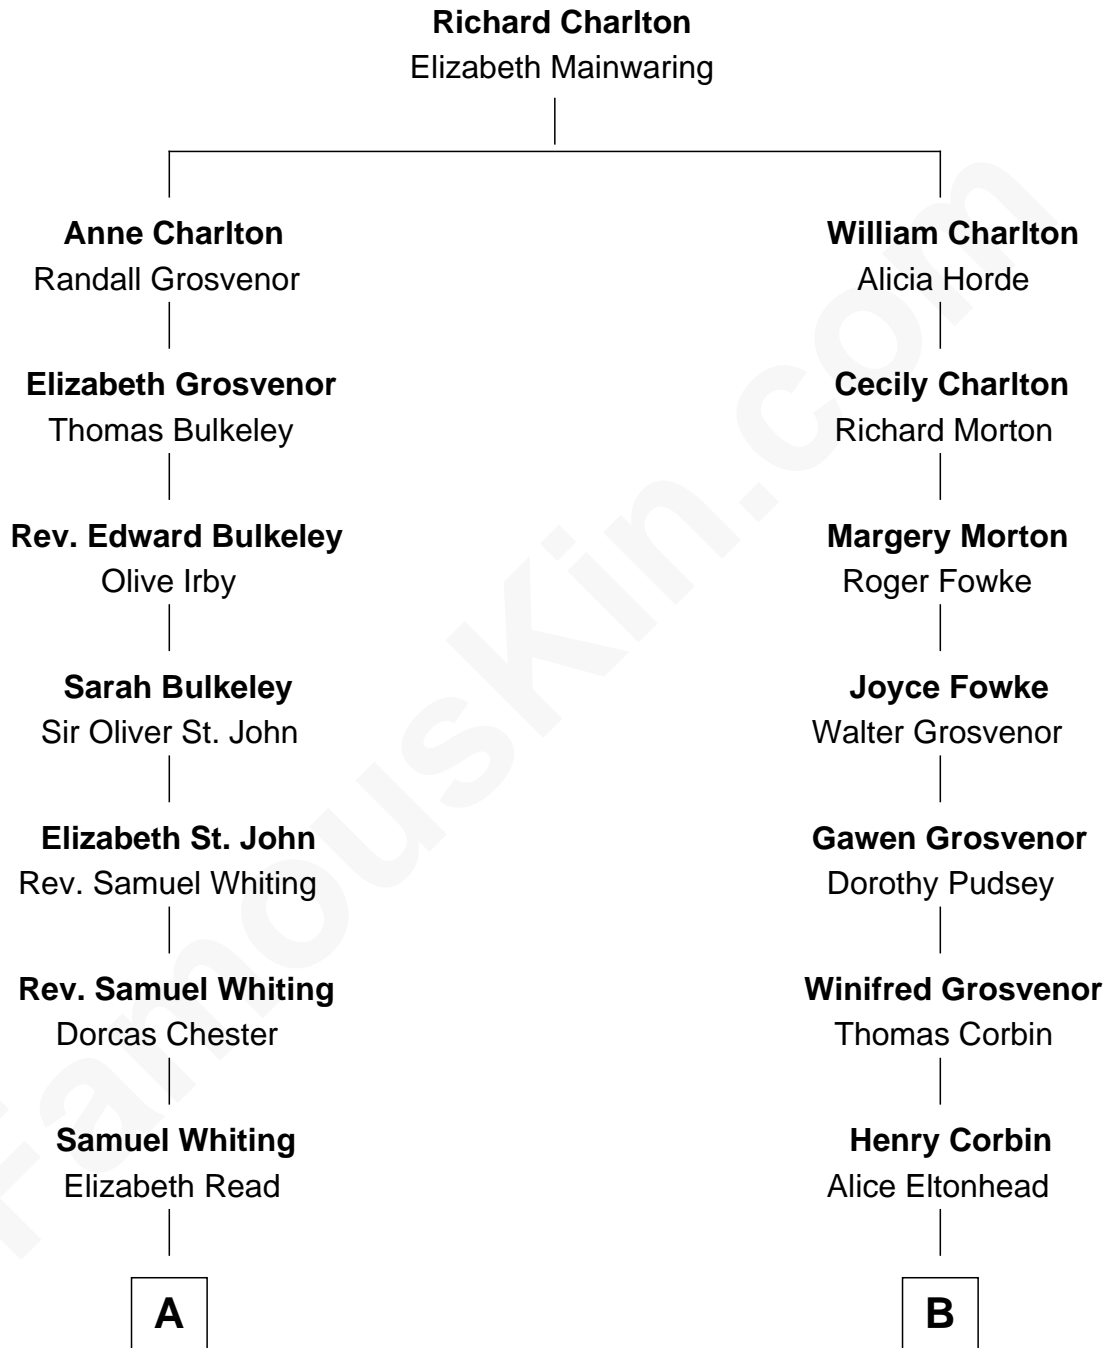 Richard Charlton
Elizabeth Mainwaring
Anne Charlton
Randall Grosvenor
William Charlton
Alicia Horde
Elizabeth Grosvenor
Thomas Bulkeley
Cecily Charlton
Richard Morton
Rev. Edward Bulkeley
Olive Irby
Margery Morton
Roger Fowke
Sarah Bulkeley
Sir Oliver St. John
Joyce Fowke
Walter Grosvenor
Elizabeth St. John
Rev. Samuel Whiting
Gawen Grosvenor
Dorothy Pudsey
Rev. Samuel Whiting
Dorcas Chester
Winifred Grosvenor
Thomas Corbin
Samuel Whiting
Elizabeth Read
Henry Corbin
Alice Eltonhead
A
B
FamousKin.com